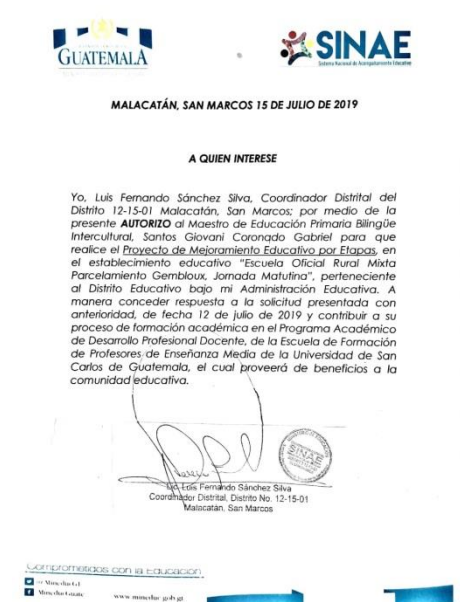 GUATEMALA
SINAE
Sistema Nacional de Acompañamiento Educativo
MALACATÁN, SAN MARCOS 15 DE JULIO DE 2019
A QUIEN INTERESE
Yo, Luis Fernando Sánchez Silva, Coordinador Distrital del
Distrito 12-15-01 Malacatán, San Marcos; por medio de la
presente AUTORIZO al Maestro de Educación Primaria Bilingüe
Intercultural, Santos Giovani Coronado Gabriel para que
realice el Proyecto de Mejoramiento Educativo por Etapas, en
el establecimiento educativo "Escuela Oficial Rural Mixta
Parcelamiento Gembloux, Jornada Matutina", perteneciente
al Distrito Educativo bajo mi Administración Educativa. A
manera conceder respuesta a la solicitud presentada con
anterioridad, de fecha 12 de julio de 2019 y contribuir a su
proceso de formación académica en el Programa Académico
de Desarrollo Profesional Docente, de la Escuela de Formación
de Profesores de Enseñanza Media de la Universidad de San
Carlos de Guatemala, el cual proveerá de beneficios a la
comunidad educativa.
SINAE
Luis Fernando Sánchez Silva
Coordinador Distrital, Distrito No. 12-15-01
Malacatán, San Marcos
Comprometidos con la Educación
www.mineduc.gob.gt